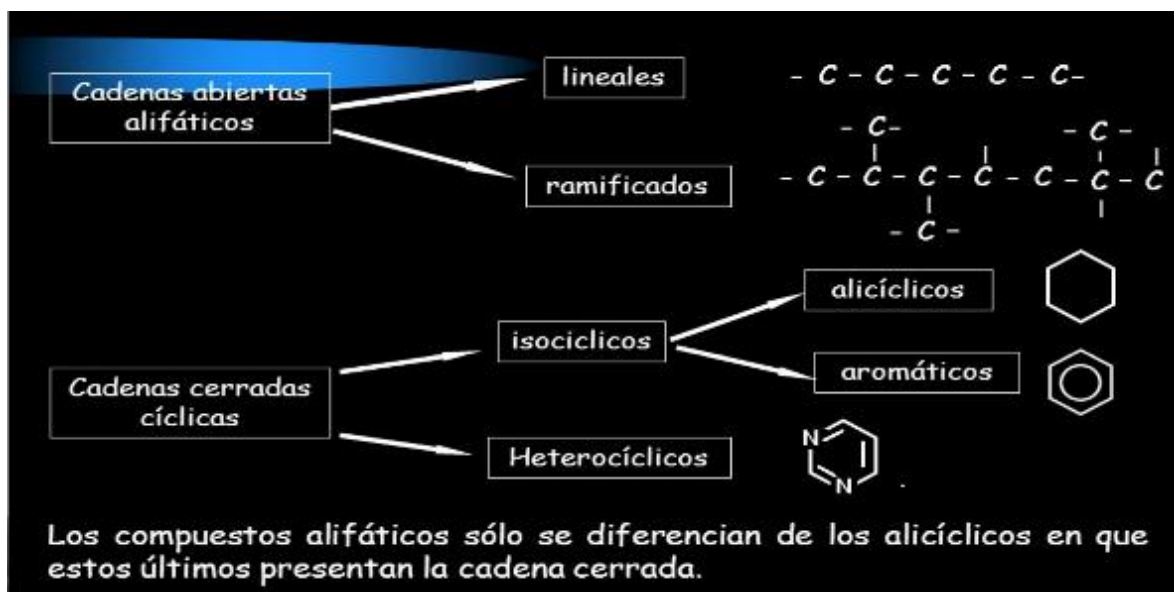 Cadenas abiertas
alifáticos
lineales
- C - C - C - C - C-
ramificados
- C-
- C -
- C - C - C - C - C - C - C
- C -
isociclicos
alicíclicos
aromáticos
Cadenas cerradas
cíclicas
Heterocíclicos
N
N
.
Los compuestos alifáticos sólo se diferencian de los alicíclicos en que
estos últimos presentan la cadena cerrada.